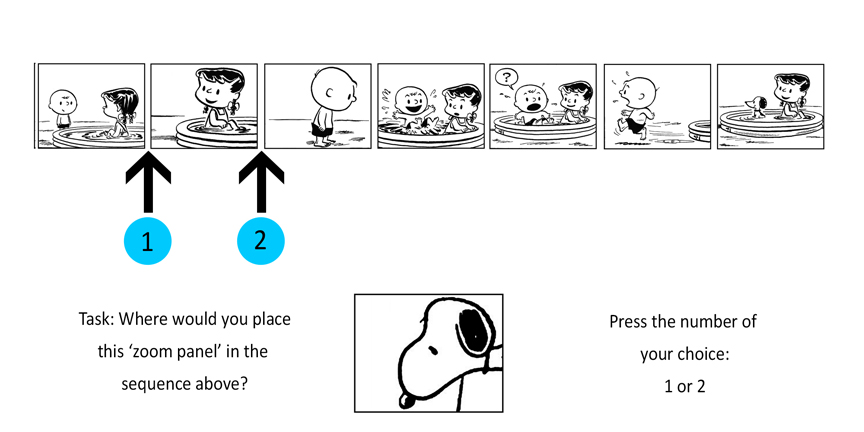 ?
1
2
Task: Where would you place
this ‘zoom panel’ in the
sequence above?
Press the number of
your choice:
1 or 2